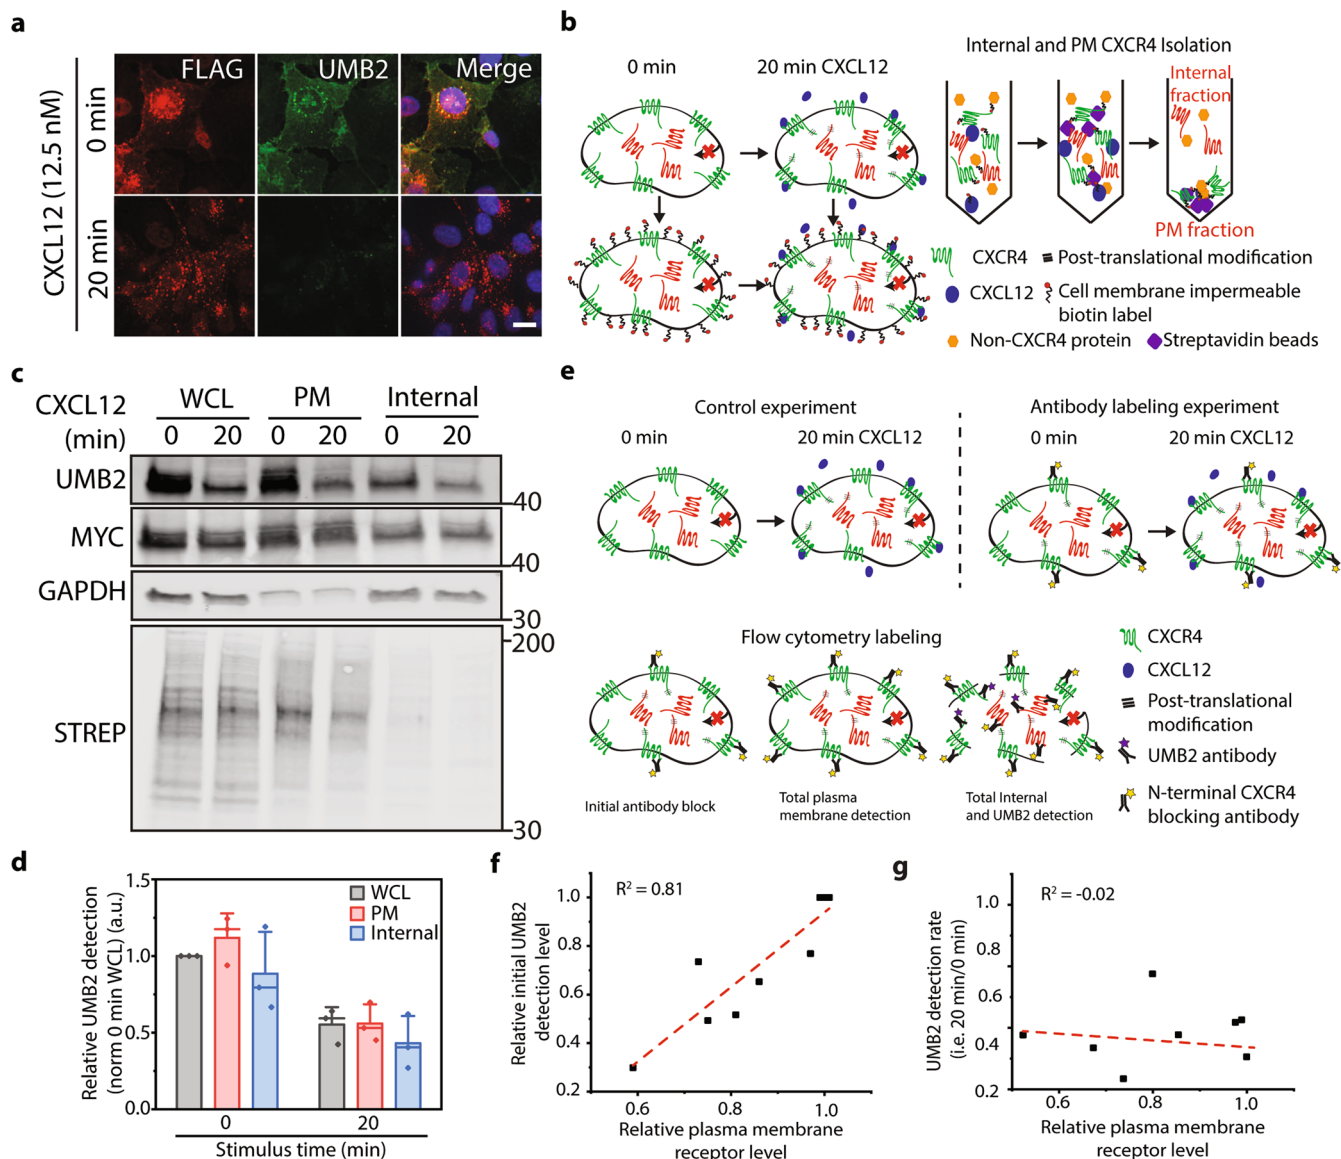 a
CXCL12 (12.5 nM)
0 min
20 min
FLAG
UMB2
Merge
b
Internal and PM CXCR4 Isolation
0 min
20 min CXCL12
Internal
fraction
PM fraction
CXCR4
Post-translational modification
CXCL12
Cell membrane impermeable
biotin label
Non-CXCR4 protein
Streptavidin beads
c
CXCL12
(min)
WCL
PM
Internal
0
20
0
20
0
20
UMB2
40
MYC
40
GAPDH
30
STREP
200
30
d
Relative UMB2 detection
(norm 0 min WCL) (a.u.)
1.5
1.0
0.5
0.0
WCL
PM
Internal
0
20
Stimulus time (min)
e
Control experiment
Antibody labeling experiment
0 min
20 min CXCL12
0 min
20 min CXCL12
Flow cytometry labeling
Initial antibody block
Total plasma
membrane detection
Total Internal
and UMB2 detection
CXCR4
CXCL12
Post-translational
modification
UMB2 antibody
N-terminal CXCR4
blocking antibody
f
R² = 0.81
Relative initial UMB2
detection level
1.0
0.8
0.6
0.4
0.2
0.6
0.8
1.0
Relative plasma membrane
receptor level
g
R² = -0.02
UMB2 detection rate
(i.e. 20 min/0 min)
1.0
0.8
0.6
0.4
0.2
0.6
0.8
1.0
Relative plasma membrane
receptor level